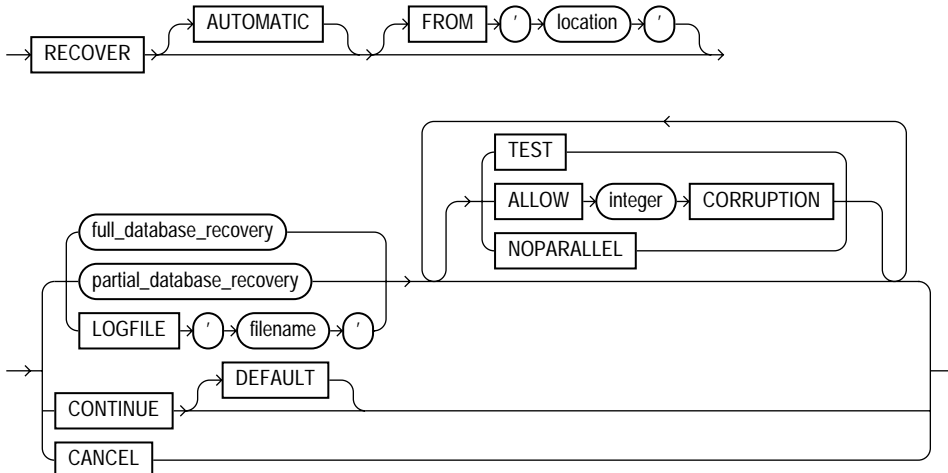 AUTOMATIC
FROM ' location '
RECOVER
TEST
ALLOW integer CORRUPTION
NOPARALLEL
full_database_recovery
partial_database_recovery
LOGFILE ' filename '
DEFAULT
CONTINUE
CANCEL